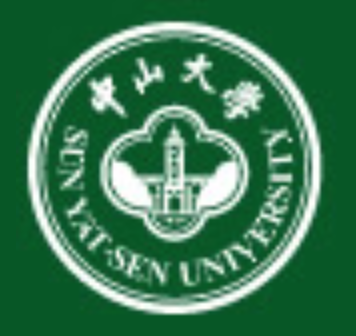 中山大學
SUN YAT-SEN UNIVERSITY